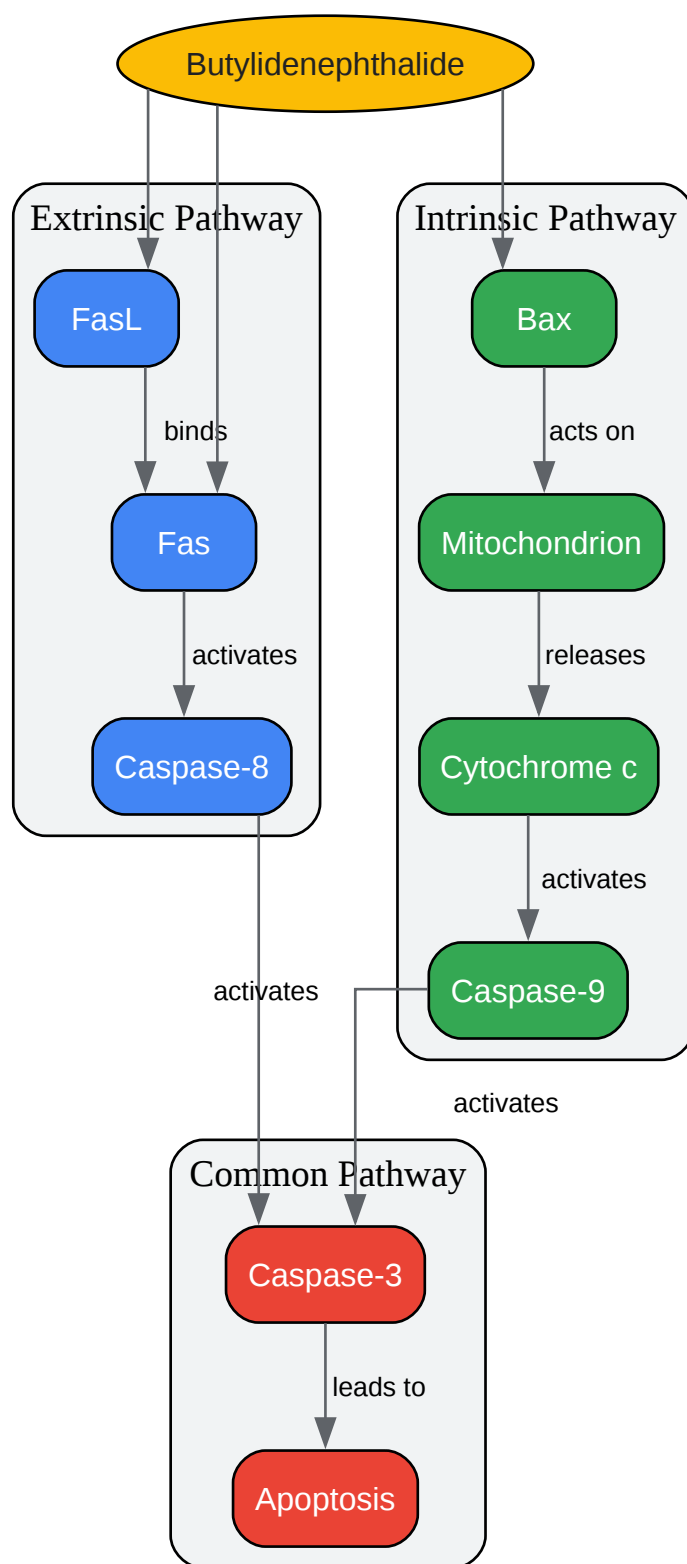 Butylidenephthalide
Extrinsic Pathway
FasL
binds
Fas
activates
Caspase-8
activates
Intrinsic Pathway
Bax
acts on
Mitochondrion
releases
Cytochrome c
activates
Caspase-9
activates
Common Pathway
Caspase-3
leads to
Apoptosis